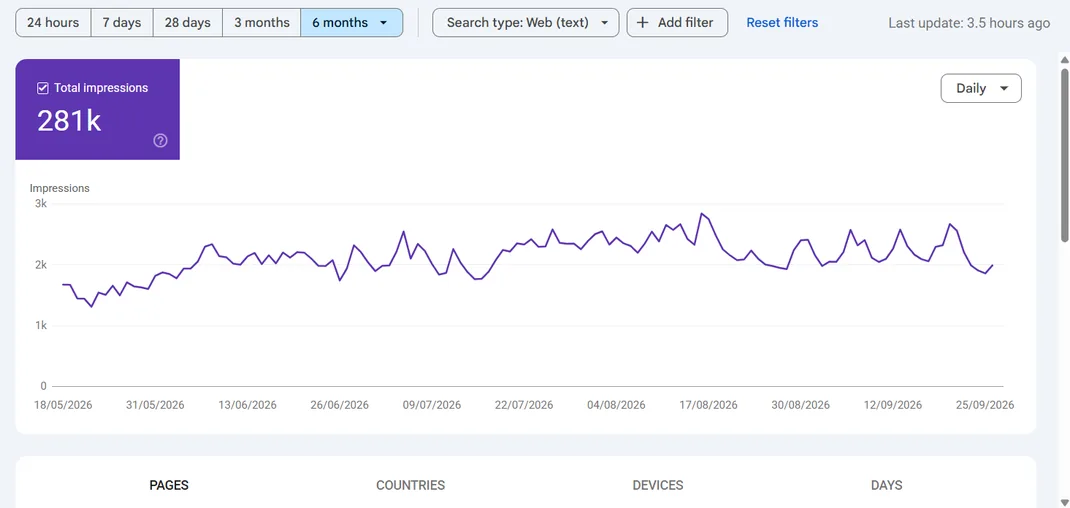 24 hours 7 days 28 days 3 months 6 months Search type: Web (text) Add filter Reset filters Last update: 3.5 hours ago
Total impressions
281k
Daily
Impressions
3k
2k
1k
0
18/05/2026 31/05/2026 13/06/2026 26/06/2026 09/07/2026 22/07/2026 04/08/2026 17/08/2026 30/08/2026 12/09/2026 25/09/2026
PAGES COUNTRIES DEVICES DAYS